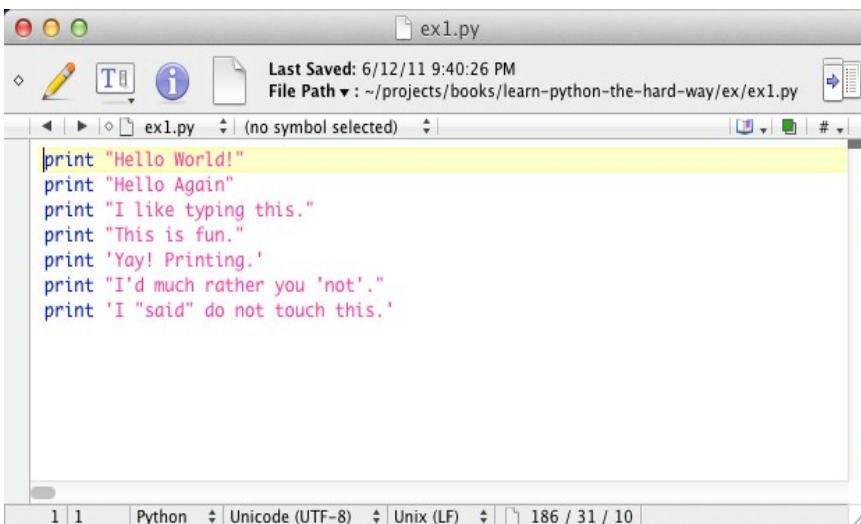 ex1.py
Last Saved: 6/12/11 9:40:26 PM
File Path ▾ : ~/projects/books/learn-python-the-hard-way/ex/ex1.py
ex1.py (no symbol selected) #
print "Hello World!"
print "Hello Again"
print "I like typing this."
print "This is fun."
print 'Yay! Printing.'
print "I'd much rather you 'not'."
print 'I "said" do not touch this.'
1 1 Python Unicode (UTF-8) Unix (LF) 186 / 31 / 10